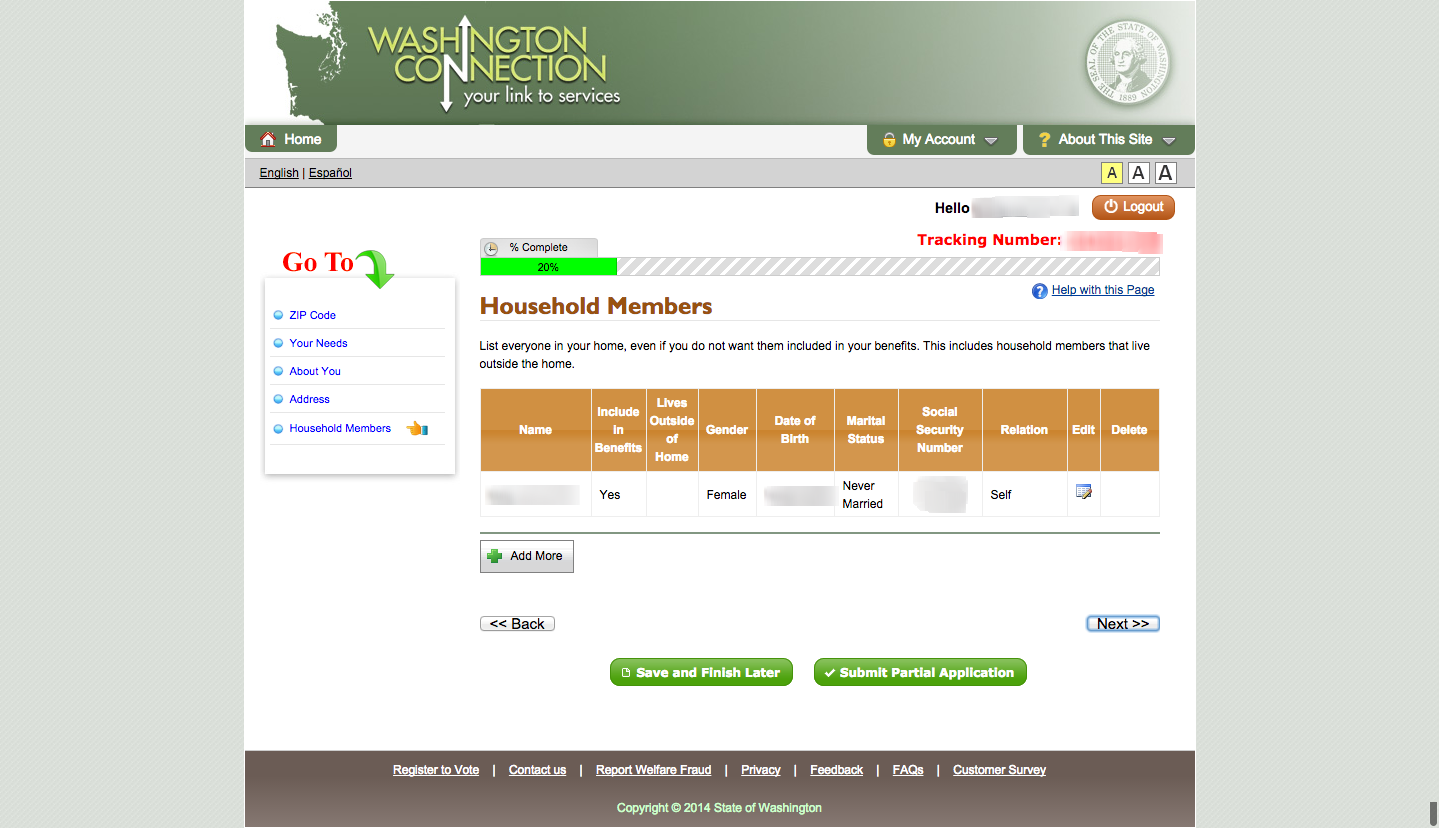 WASHINGTON
CONNECTION
your link to services
THE SEAL OF THE STATE OF WASHINGTON
1889
Home
My Account
? About This Site
English | Español
A A A
Hello
Logout
Tracking Number:
% Complete
20%
? Help with this Page
Go To
ZIP Code
Your Needs
About You
Address
Household Members
Household Members
List everyone in your home, even if you do not want them included in your benefits. This includes household members that live
outside the home.
Name Include in Benefits Lives Outside of Home Gender Date of Birth Marital Status Social Security Number Relation Edit Delete
Yes Female Never Married Self
Add More
<< Back
Next >>
Save and Finish Later
Submit Partial Application
Register to Vote | Contact us | Report Welfare Fraud | Privacy | Feedback | FAQs | Customer Survey
Copyright © 2014 State of Washington